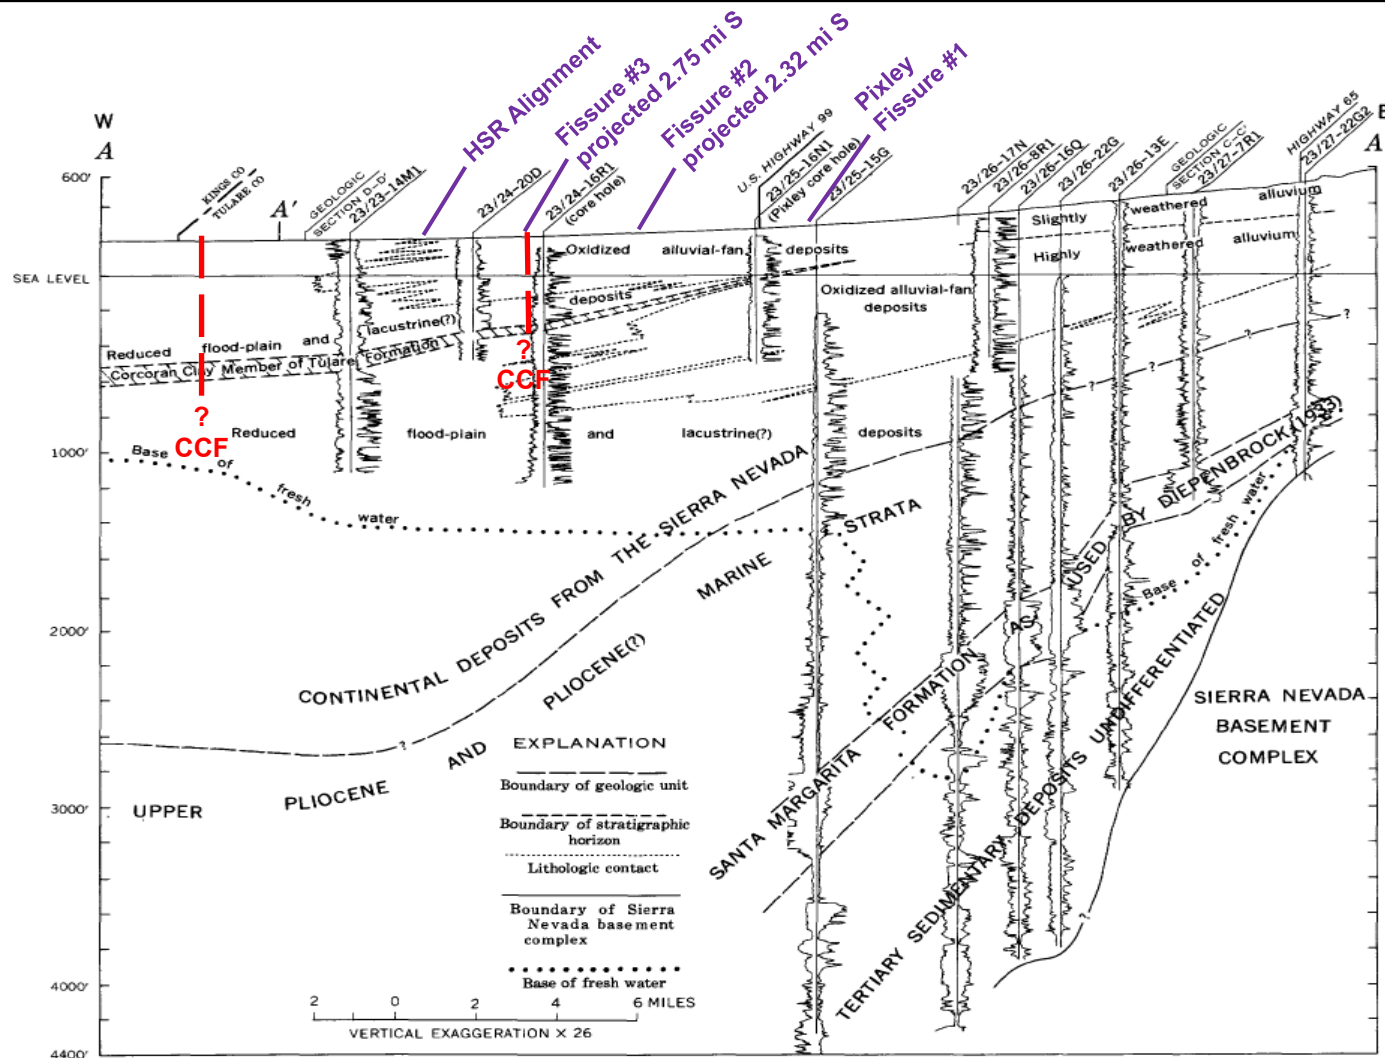 HSR Alignment
Fissure #3
projected 2.75 mi S
Fissure #2
projected 2.32 mi S
Pixley
Fissure #1
W
A
E
A
600'
KINGS CO
TULARE CO
A'
GEOLOGIC
SECTION D-D'
23/23-14M1
23/24-20D
23/24-16R1
(core hole)
U.S. HIGHWAY 99
23/25-16N1
(Pixley core hole)
23/25-15G
23/26-17N
23/26-8R1
23/26-16Q
23/26-22G
23/26-13E
GEOLOGIC
SECTION C-C'
23/27-7R1
HIGHWAY 65
23/27-22G2
Slightly weathered alluvium
Highly weathered alluvium
Oxidized alluvial-fan deposits
SEA LEVEL
deposits
Oxidized alluvial-fan
deposits
Reduced flood-plain and lacustrine(?)
Corcoran Clay Member of Tulare Formation
?
CCF
?
CCF
Reduced flood-plain and lacustrine(?) deposits
1000'
Base of fresh water
2000'
3000'
4000'
4400'
CONTINENTAL DEPOSITS FROM THE SIERRA NEVADA
UPPER PLIOCENE AND PLIOCENE(?) MARINE STRATA
SANTA MARGARITA FORMATION AS USED BY DIEPENBROCK (1933)
TERTIARY SEDIMENTARY DEPOSITS UNDIFFERENTIATED
Base of fresh water
SIERRA NEVADA
BASEMENT
COMPLEX
?
?
?
?
?
?
?
EXPLANATION
Boundary of geologic unit
Boundary of stratigraphic
horizon
Lithologic contact
Boundary of Sierra
Nevada basement
complex
Base of fresh water
2 0 2 4 6 MILES
VERTICAL EXAGGERATION × 26